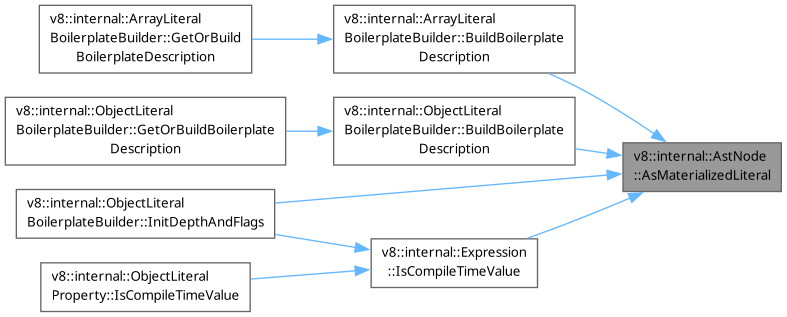 v8::internal::ArrayLiteral
BoilerplateBuilder::GetOrBuild
BoilerplateDescription
v8::internal::ArrayLiteral
BoilerplateBuilder::BuildBoilerplate
Description
v8::internal::ObjectLiteral
BoilerplateBuilder::GetOrBuildBoilerplate
Description
v8::internal::ObjectLiteral
BoilerplateBuilder::BuildBoilerplate
Description
v8::internal::AstNode
::AsMaterializedLiteral
v8::internal::ObjectLiteral
BoilerplateBuilder::InitDepthAndFlags
v8::internal::Expression
::IsCompileTimeValue
v8::internal::ObjectLiteral
Property::IsCompileTimeValue